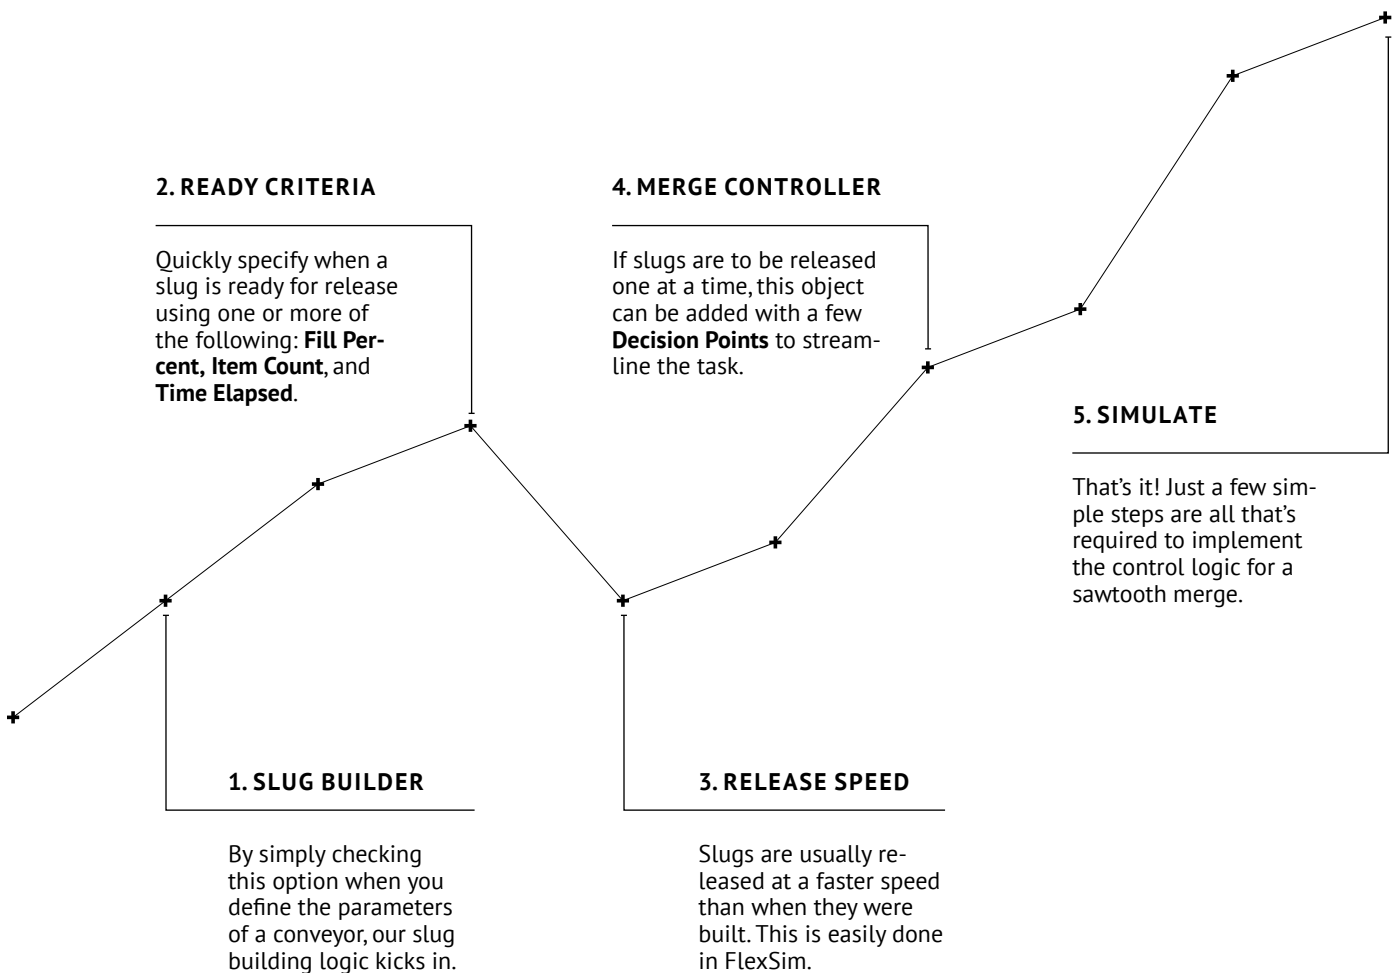 2. READY CRITERIA
Quickly specify when a
slug is ready for release
using one or more of
the following: Fill Per-
cent, Item Count, and
Time Elapsed.
4. MERGE CONTROLLER
If slugs are to be released
one at a time, this object
can be added with a few
Decision Points to stream-
line the task.
5. SIMULATE
That's it! Just a few sim-
ple steps are all that's
required to implement
the control logic for a
sawtooth merge.
1. SLUG BUILDER
By simply checking
this option when you
define the parameters
of a conveyor, our slug
building logic kicks in.
3. RELEASE SPEED
Slugs are usually re-
leased at a faster speed
than when they were
built. This is easily done
in FlexSim.